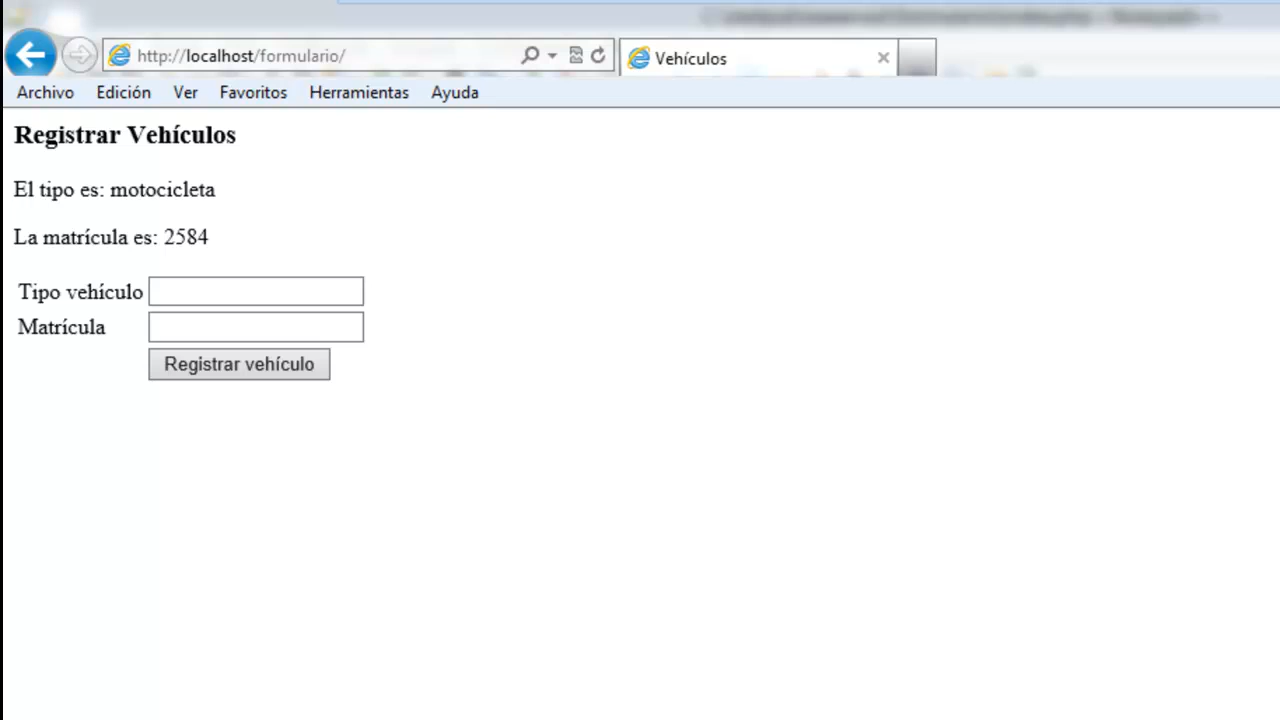 http://localhost/formulario/
Vehículos
Archivo Edición Ver Favoritos Herramientas Ayuda
Registrar Vehículos
El tipo es: motocicleta
La matrícula es: 2584
Tipo vehículo
Matrícula
Registrar vehículo